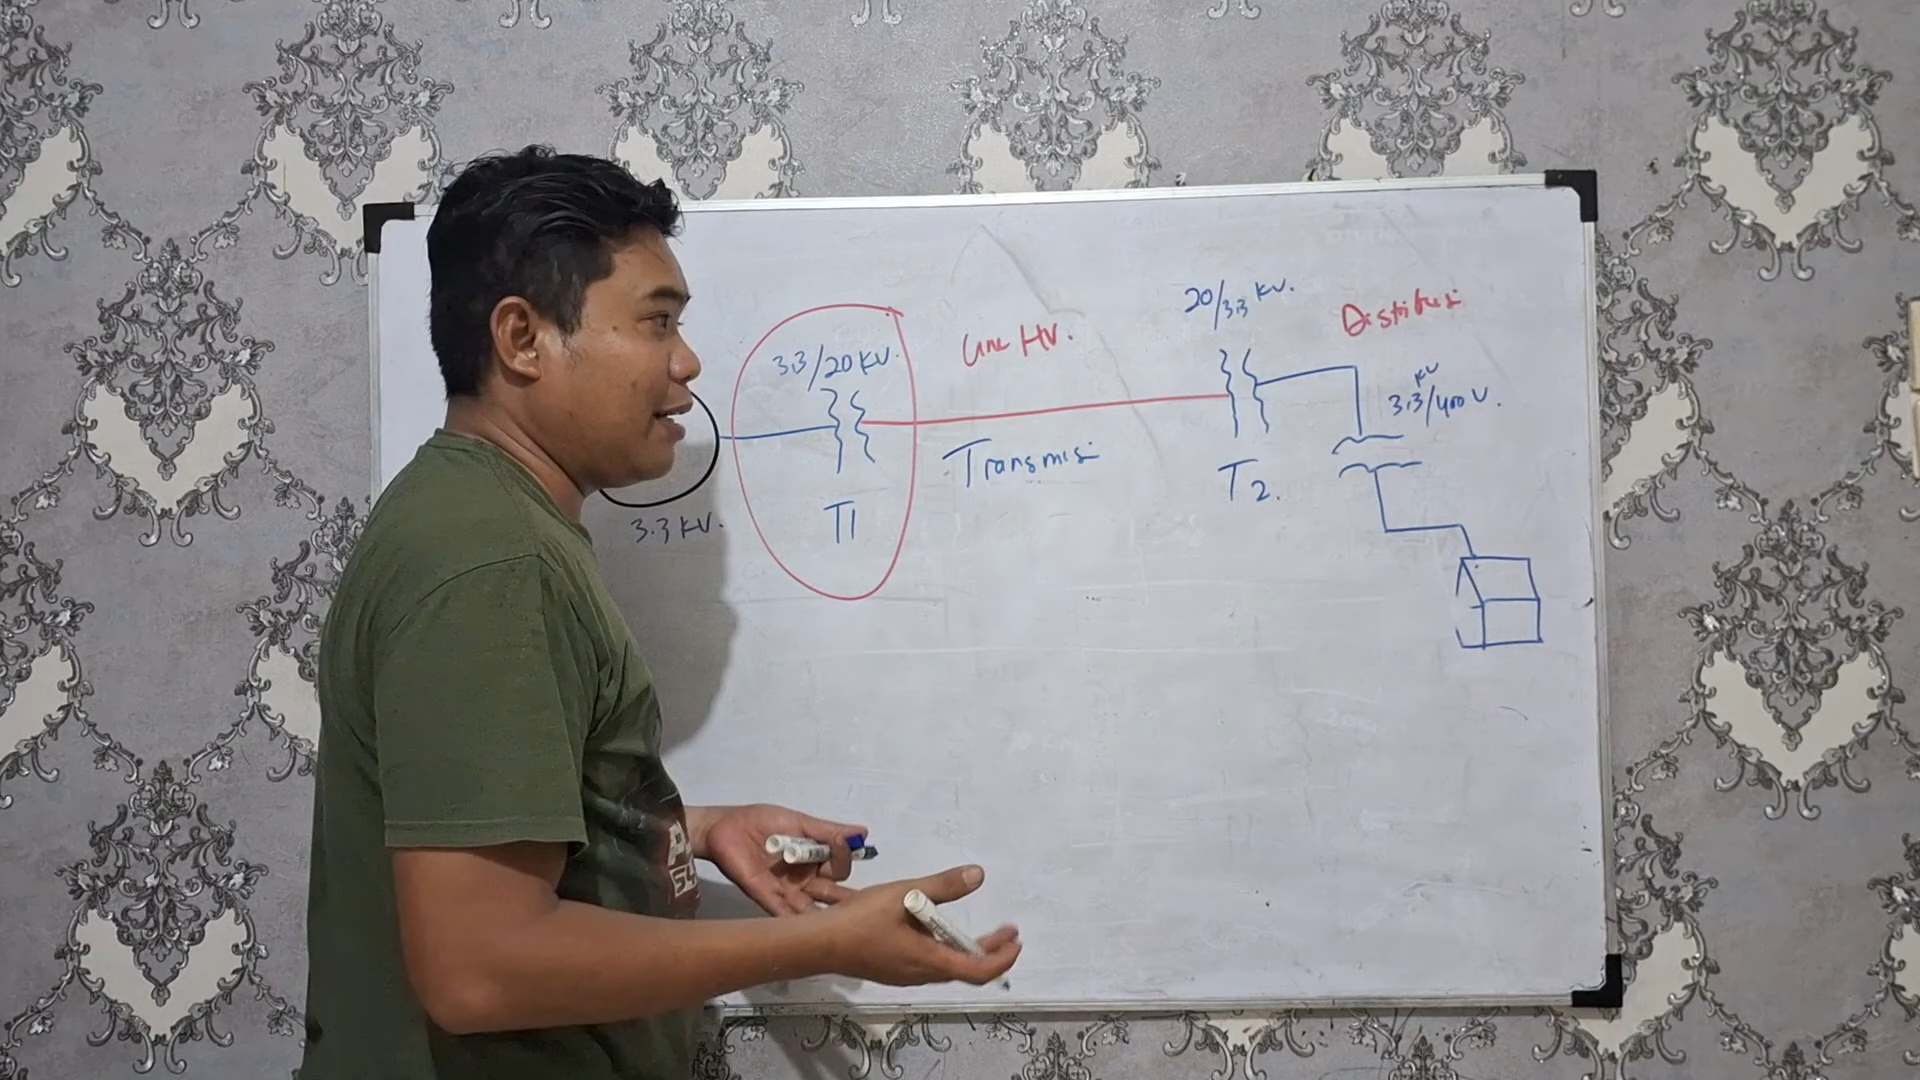 3.3 KV.
3.3/20 KV.
T1
Line HV.
Transmisi
20/3.3 KV.
T2.
Distribusi
KV
3.3/400 V.